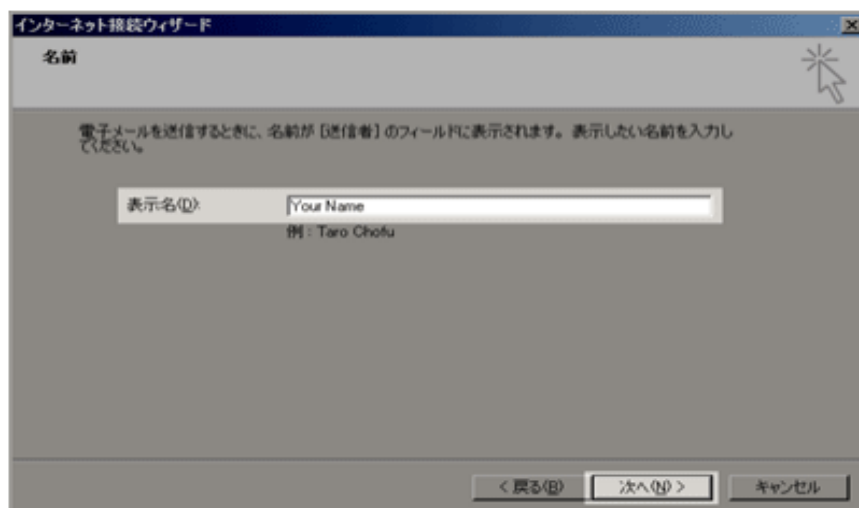 インターネット接続ウィザード
名前
電子メールを送信するときに、名前が [送信者] のフィールドに表示されます。表示したい名前を入力し
てください。
表示名(D):
Your Name
例 : Taro Chofu
< 戻る(B)
次へ(N) >
キャンセル